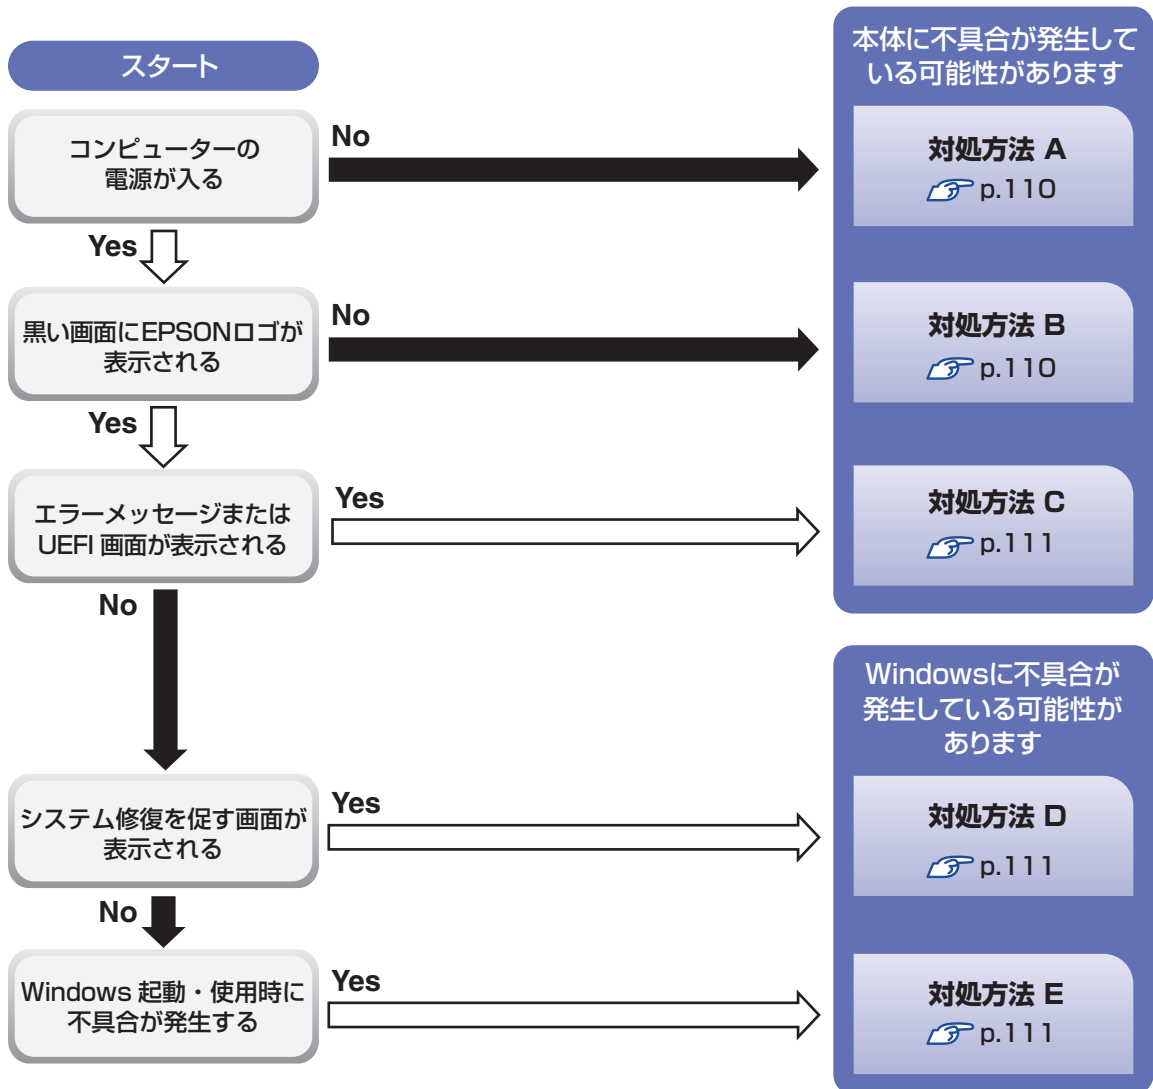 スタート
コンピューターの
電源が入る
No
Yes
黒い画面にEPSONロゴが
表示される
No
Yes
エラーメッセージまたは
UEFI 画面が表示される
Yes
No
システム修復を促す画面が
表示される
Yes
No
Windows 起動・使用時に
不具合が発生する
Yes
本体に不具合が発生して
いる可能性があります
対処方法 A
p.110
対処方法 B
p.110
対処方法 C
p.111
Windowsに不具合が
発生している可能性が
あります
対処方法 D
p.111
対処方法 E
p.111